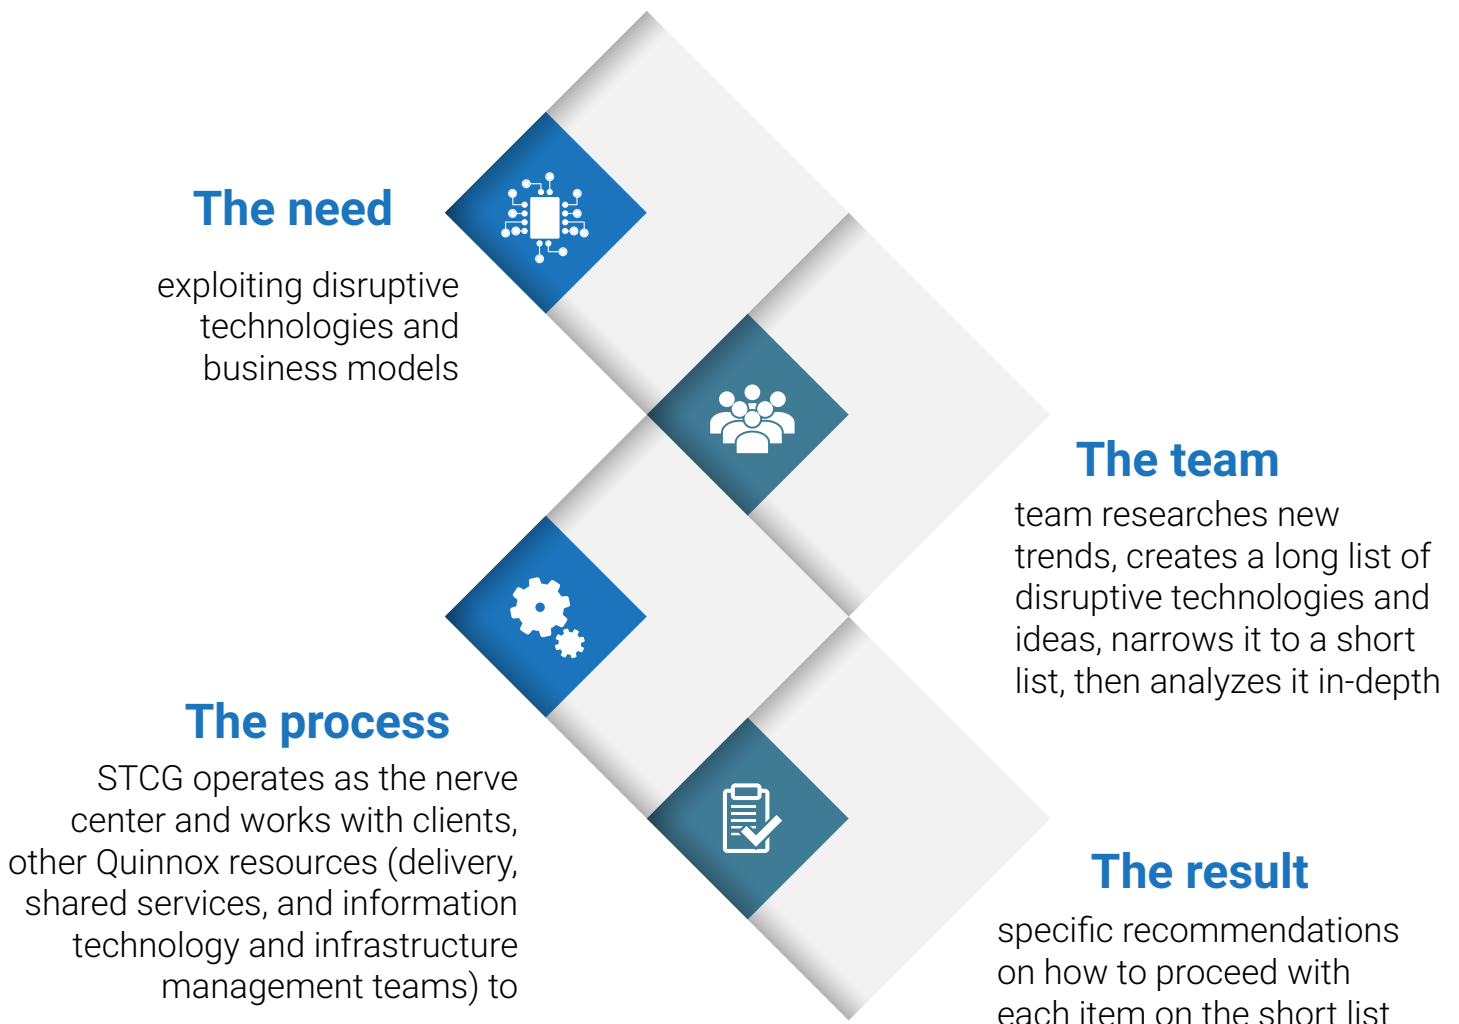 The need
exploiting disruptive
technologies and
business models
The team
team researches new
trends, creates a long list of
disruptive technologies and
ideas, narrows it to a short
list, then analyzes it in-depth
The process
STCG operates as the nerve
center and works with clients,
other Quinnox resources (delivery,
shared services, and information
technology and infrastructure
management teams) to
The result
specific recommendations
on how to proceed with
each item on the short list